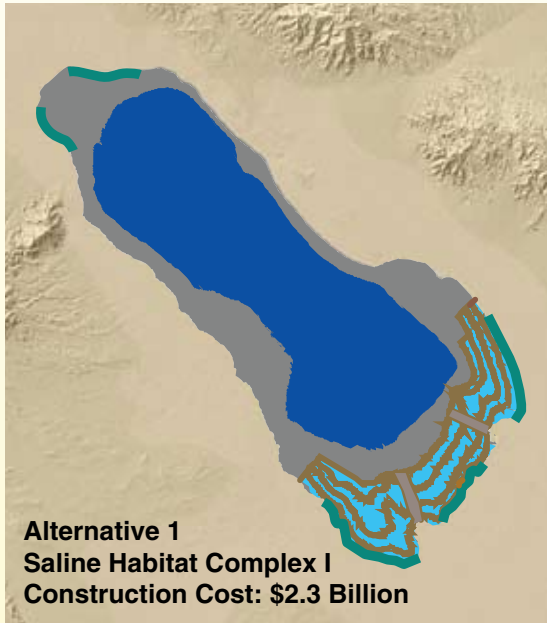 Alternative 1
Saline Habitat Complex I
Construction Cost: $2.3 Billion